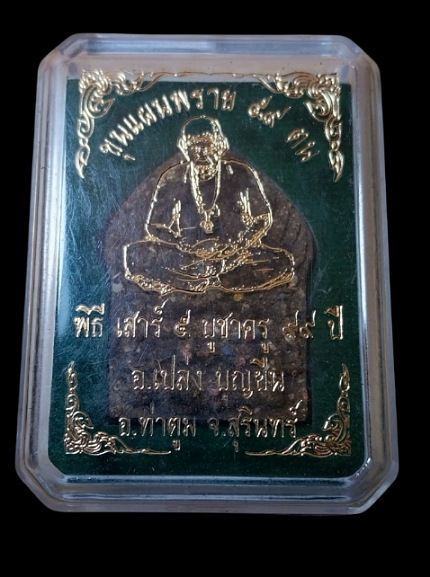 ขุนแผนพราย ๕๙ ตน
พิธี เสาร์ ๕ บูชาครู ๙๙ ปี
อ.เปล่ง บุญยืน
อ.ท่าตูม จ.สุรินทร์